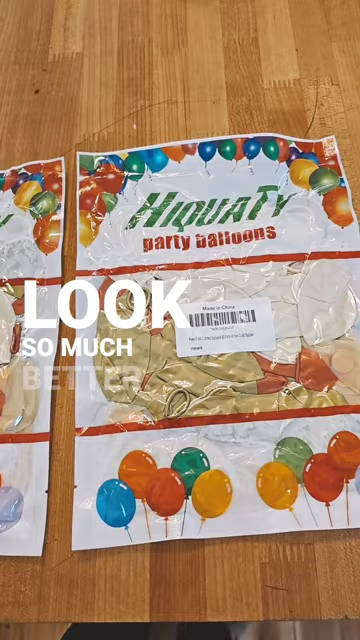 HIQUATY
party balloons
Made in China
LOOK
SO MUCH
BETTER